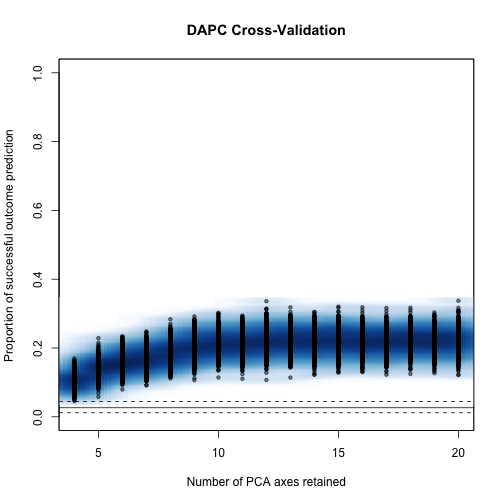 DAPC Cross-Validation
Proportion of successful outcome prediction
1.0
0.8
0.6
0.4
0.2
0.0
5 10 15 20
Number of PCA axes retained